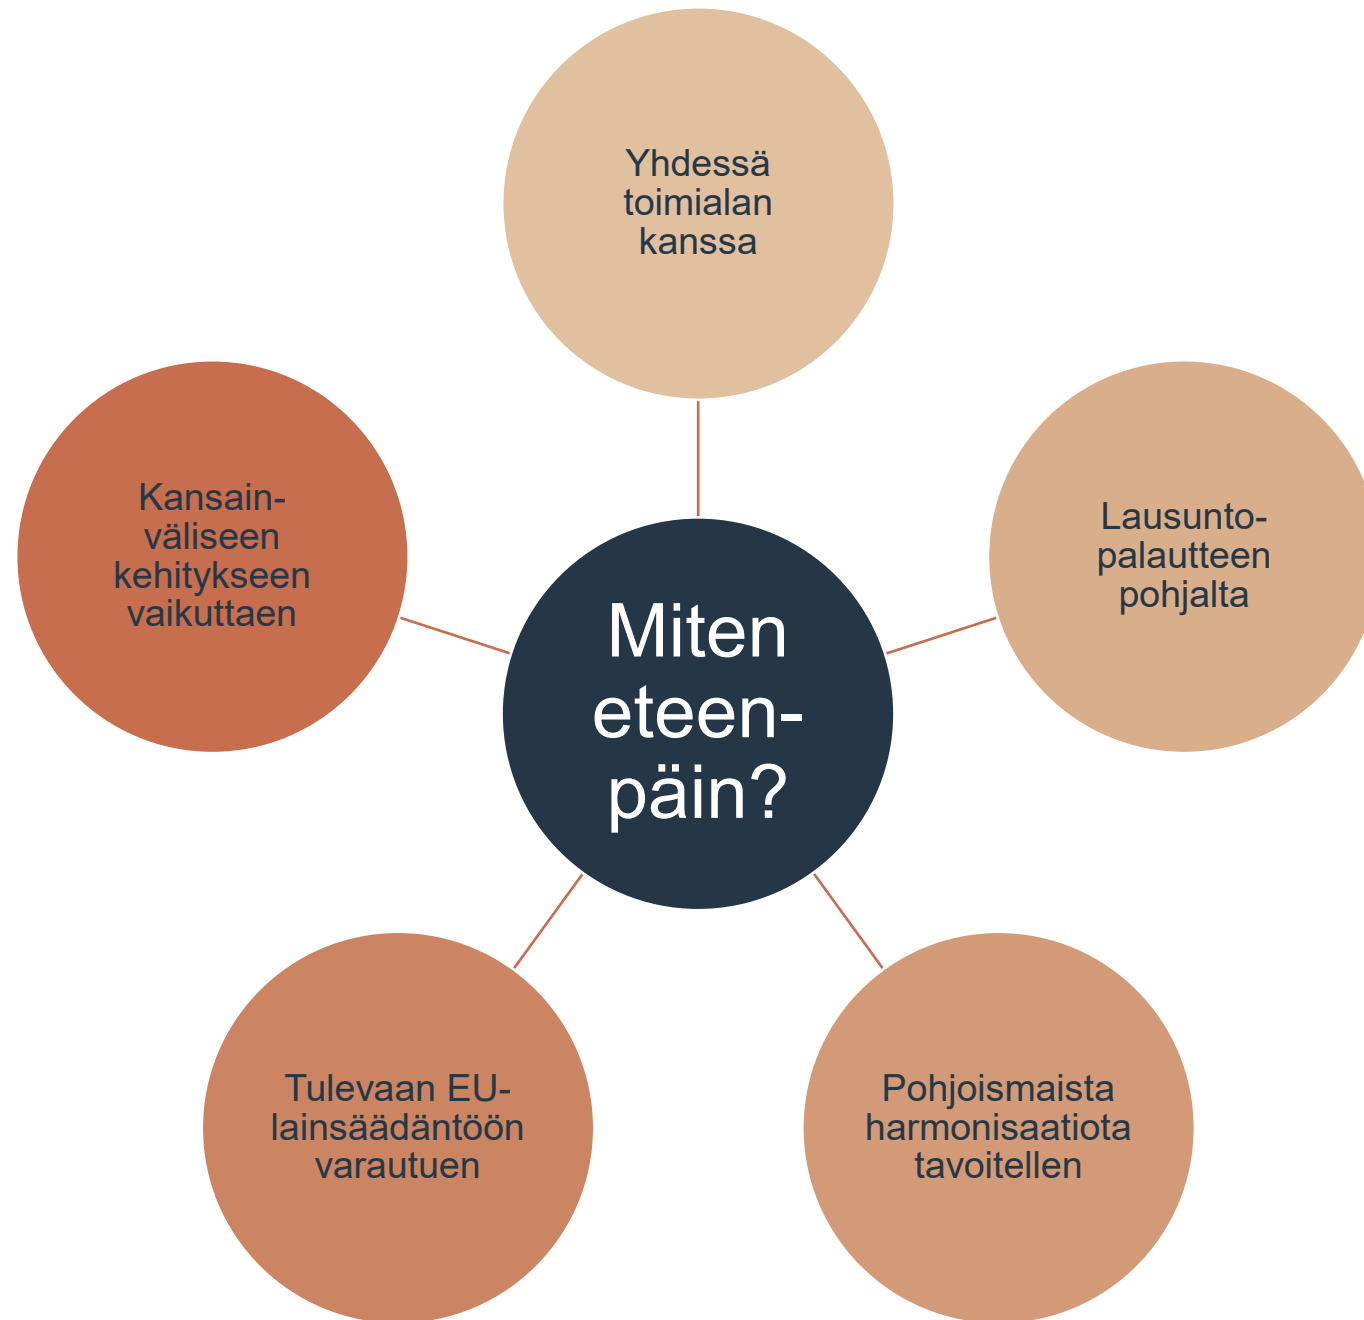 Yhdessä
toimialan
kanssa
Lausunto-
palautteen
pohjalta
Pohjoismaista
harmonisaatiota
tavoitellen
Tulevaan EU-
lainsäädäntöön
varautuen
Kansain-
väliseen
kehitykseen
vaikuttaen
Miten
eteen-
päin?